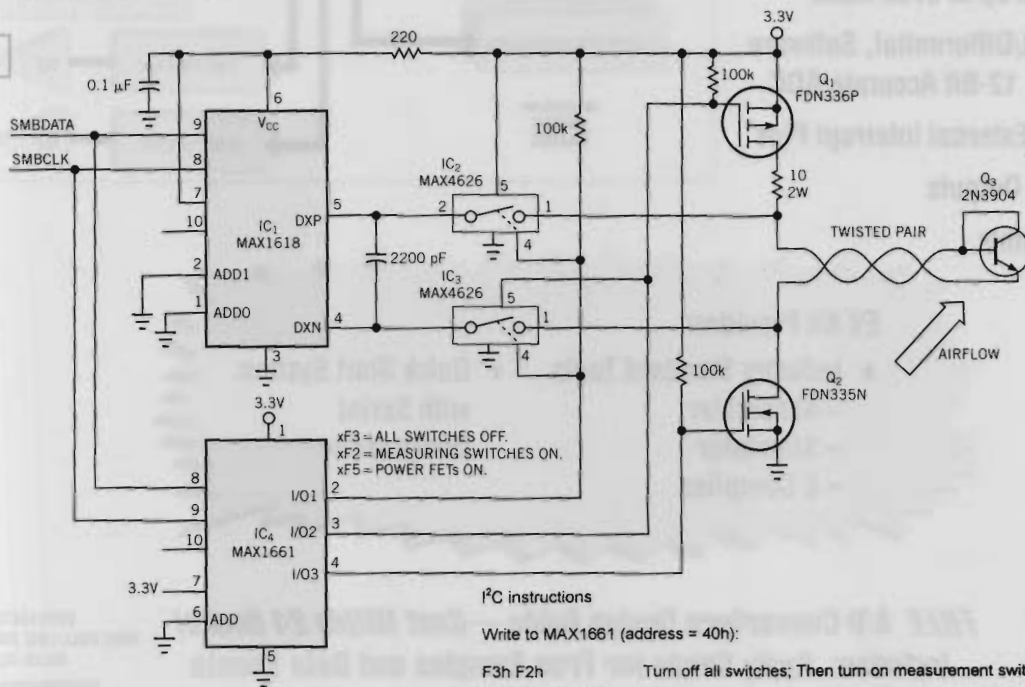 3.3V
220
100k
Q1
FDN336P
0.1 µF
6
VCC
100k
SMBDATA
9
SMBCLK
8
7
10
IC1
MAX1618
DXP
5
2
ADD1
1
ADD0
DXN
4
3
2200 pF
IC2
MAX4626
5
2
1
4
IC3
MAX4626
5
1
4
10
2W
Q3
2N3904
TWISTED PAIR
AIRFLOW
100k
Q2
FDN335N
3.3V
1
xF3 = ALL SWITCHES OFF.
xF2 = MEASURING SWITCHES ON.
xF5 = POWER FETs ON.
8
9
10
IC4
MAX1661
I/O1
2
I/O2
3
I/O3
4
3.3V
7
6
ADD
5
I²C instructions
Write to MAX1661 (address = 40h):
F3h F2h Turn off all switches; Then turn on measurement swit